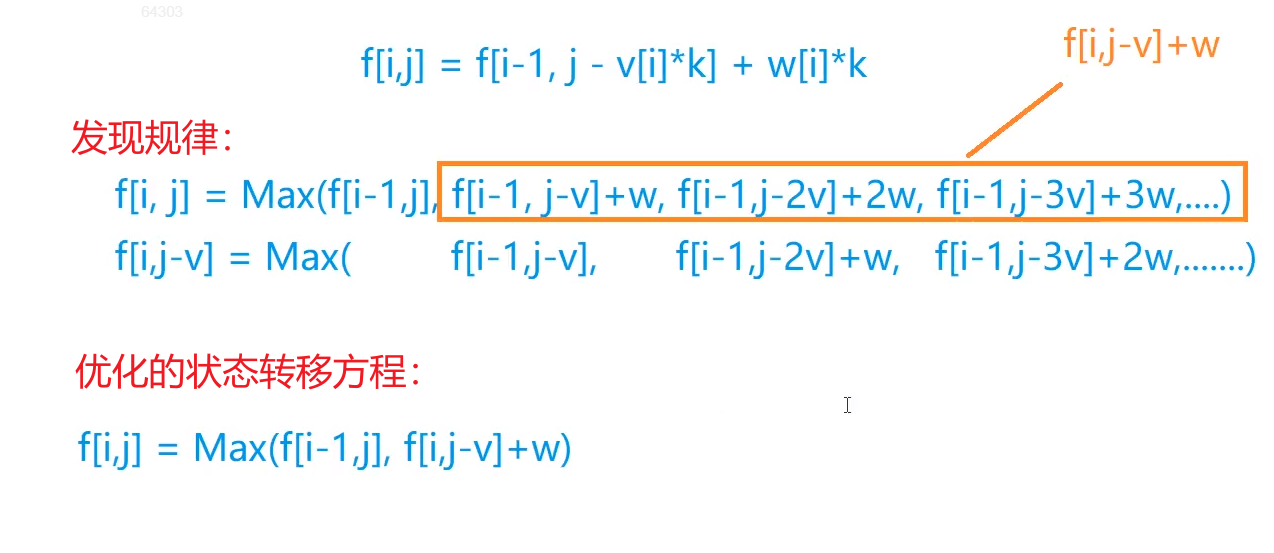 64303
f[i,j-v]+w
f[i,j] = f[i-1, j - v[i]*k] + w[i]*k
发现规律：
f[i, j] = Max(f[i-1,j], f[i-1, j-v]+w, f[i-1,j-2v]+2w, f[i-1,j-3v]+3w,....)
f[i,j-v] = Max( f[i-1,j-v], f[i-1,j-2v]+w, f[i-1,j-3v]+2w,.......)
优化的状态转移方程：
f[i,j] = Max(f[i-1,j], f[i,j-v]+w)